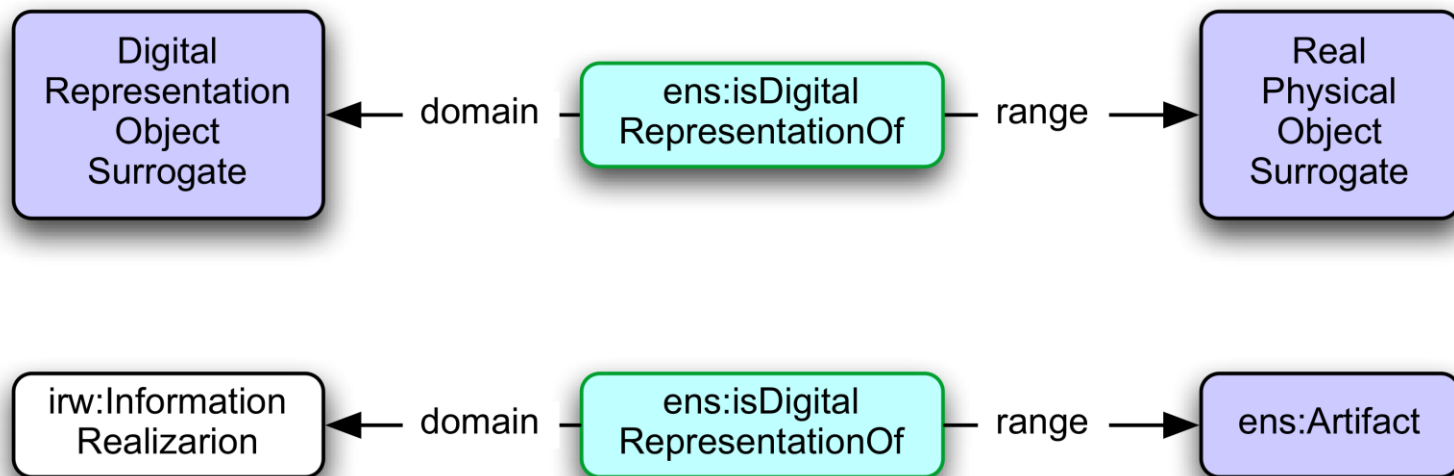 Digital
Representation
Object
Surrogate
domain
ens:isDigital
RepresentationOf
range
Real
Physical
Object
Surrogate
irw:Information
Realizarion
domain
ens:isDigital
RepresentationOf
range
ens:Artifact